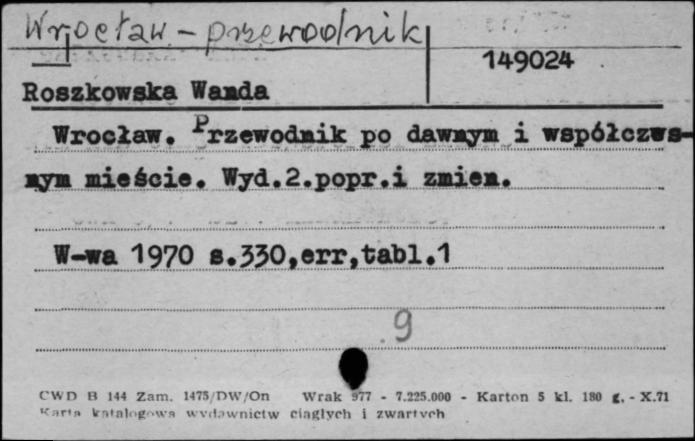 Wrocław - przewodnik
149024
Roszkowska Wanda
Wrocław. Przewodnik po dawnym i współczes-
nym mieście. Wyd.2.popr.i zmien.
W-wa 1970 s.330,err,tabl.1
9
CWD B 144 Zam. 1475/DW/On Wrak 977 - 7.225.000 - Karton 5 kl. 180 g. - X.71
Karta katalogowa wydawnictw ciągłych i zwartych